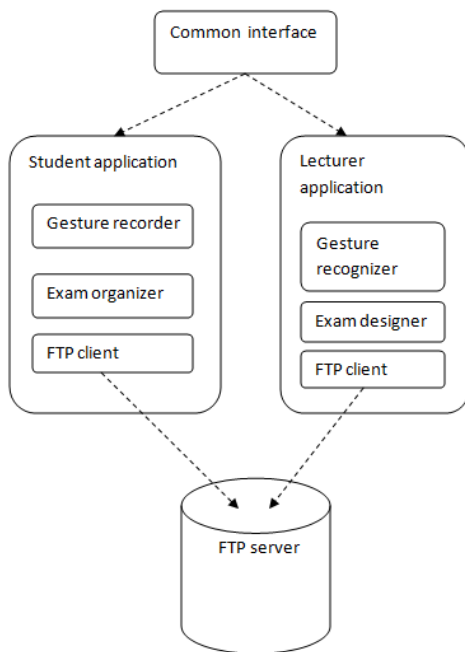 Common interface
Student application
Gesture recorder
Exam organizer
FTP client
Lecturer
application
Gesture
recognizer
Exam designer
FTP client
FTP server